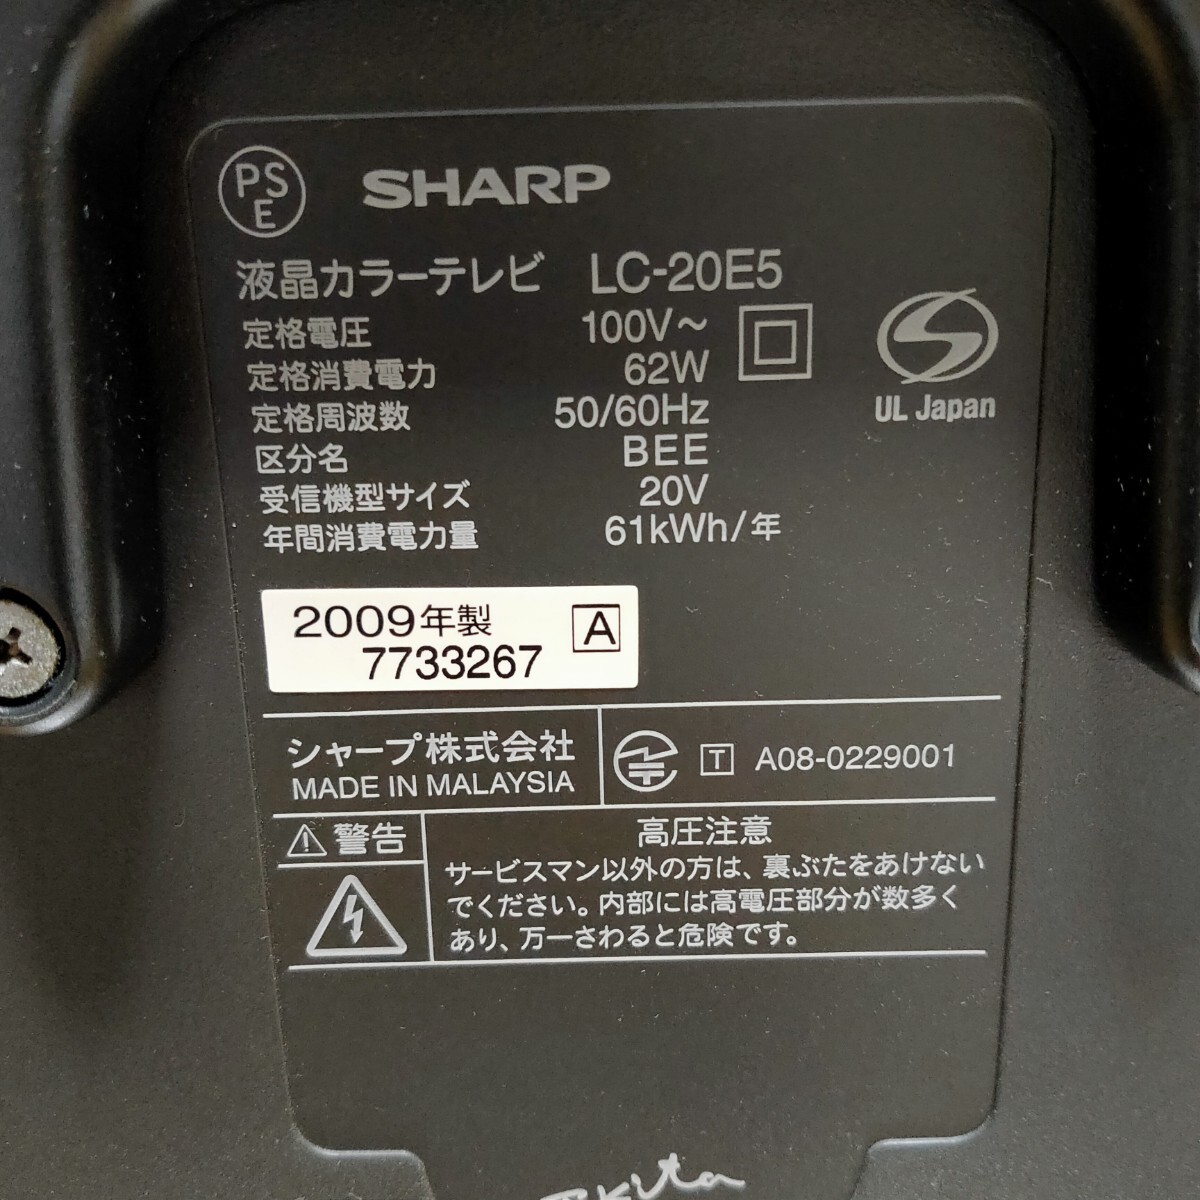 PS
E
SHARP
液晶カラーテレビ LC-20E5
定格電圧 100V～
定格消費電力 62W
定格周波数 50/60Hz
区分名 BEE
受信機型サイズ 20V
年間消費電力量 61kWh/年
UL Japan
2009年製 A
7733267
シャープ株式会社
MADE IN MALAYSIA
T A08-0229001
警告
高圧注意
サービスマン以外の方は、裏ぶたをあけない
でください。内部には高電圧部分が数多く
あり、万一さわると危険です。